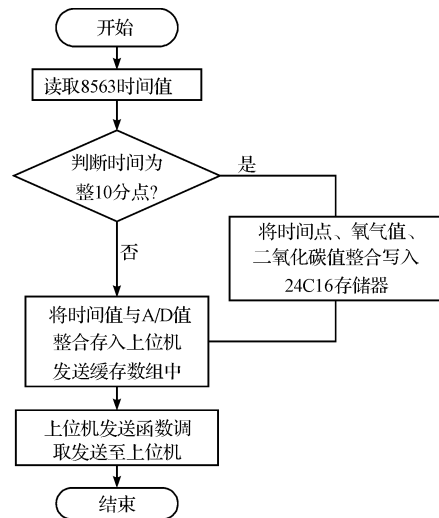 开始
读取8563时间值
判断时间为
整10分点?
是
将时间点、氧气值、
二氧化碳值整合写入
24C16存储器
否
将时间值与A/D值
整合存入上位机
发送缓存数组中
上位机发送函数调
取发送至上位机
结束